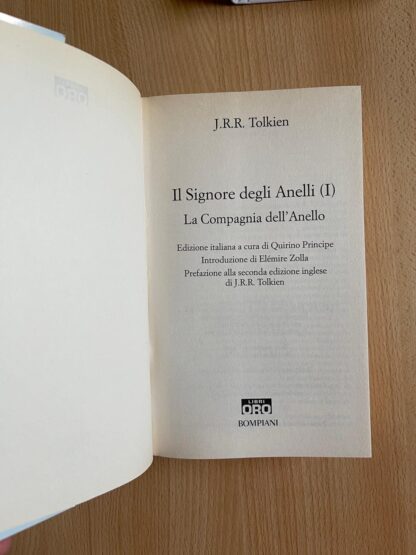 J.R.R. Tolkien
Il Signore degli Anelli (I)
La Compagnia dell'Anello
Edizione italiana a cura di Quirino Principe
Introduzione di Elémire Zolla
Prefazione alla seconda edizione inglese
di J.R.R. Tolkien
LIBRI
ORO
BOMPIANI